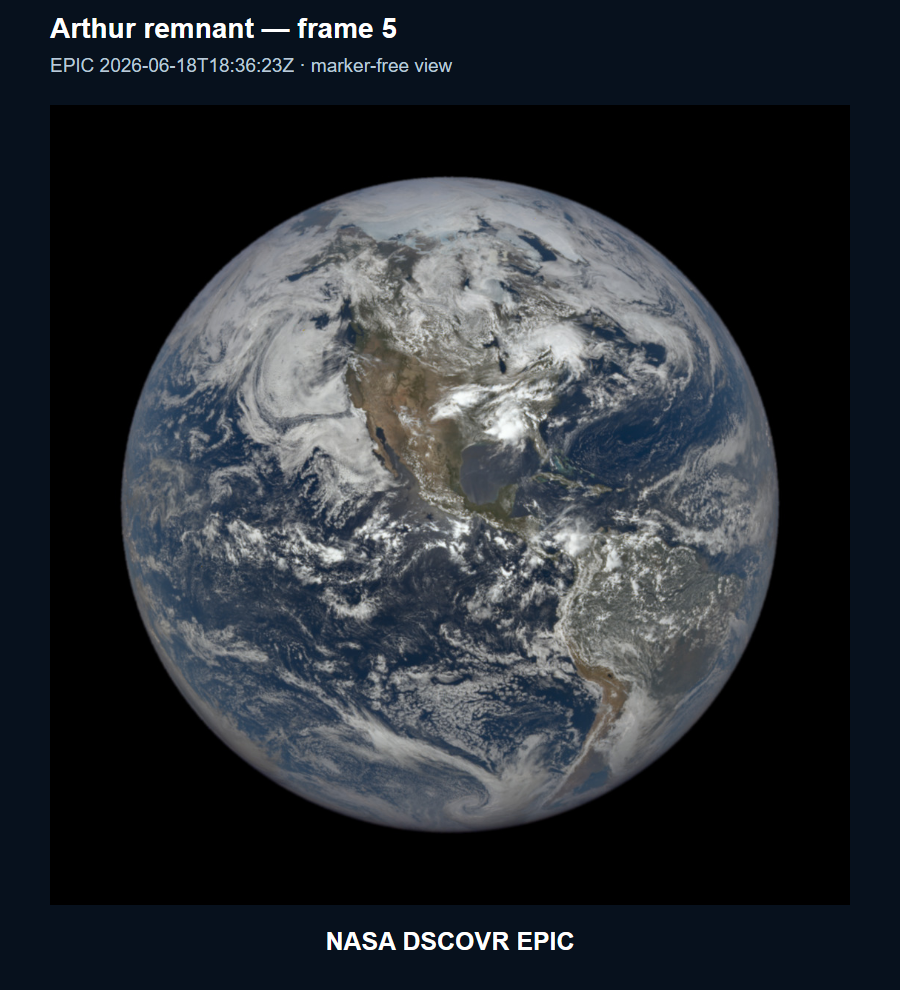 Arthur remnant — frame 5
EPIC 2026-06-18T18:36:23Z · marker-free view
NASA DSCOVR EPIC